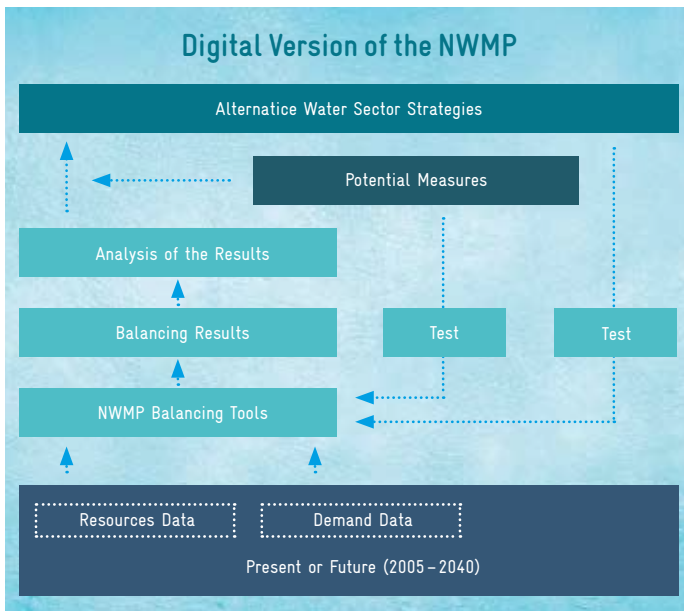 Digital Version of the NWMP
Alternatice Water Sector Strategies
Potential Measures
Analysis of the Results
Balancing Results
Test
Test
NWMP Balancing Tools
Resources Data
Demand Data
Present or Future (2005–2040)